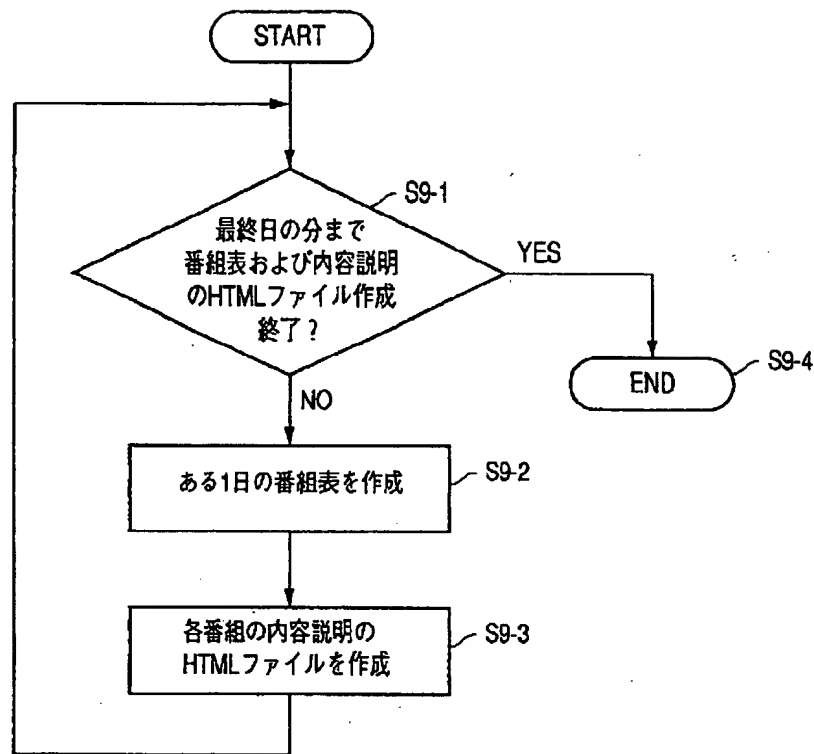 START
S9-1
最終日の分まで
番組表および内容説明
のHTMLファイル作成
終了？
YES
END
S9-4
NO
ある1日の番組表を作成
S9-2
各番組の内容説明の
HTMLファイルを作成
S9-3